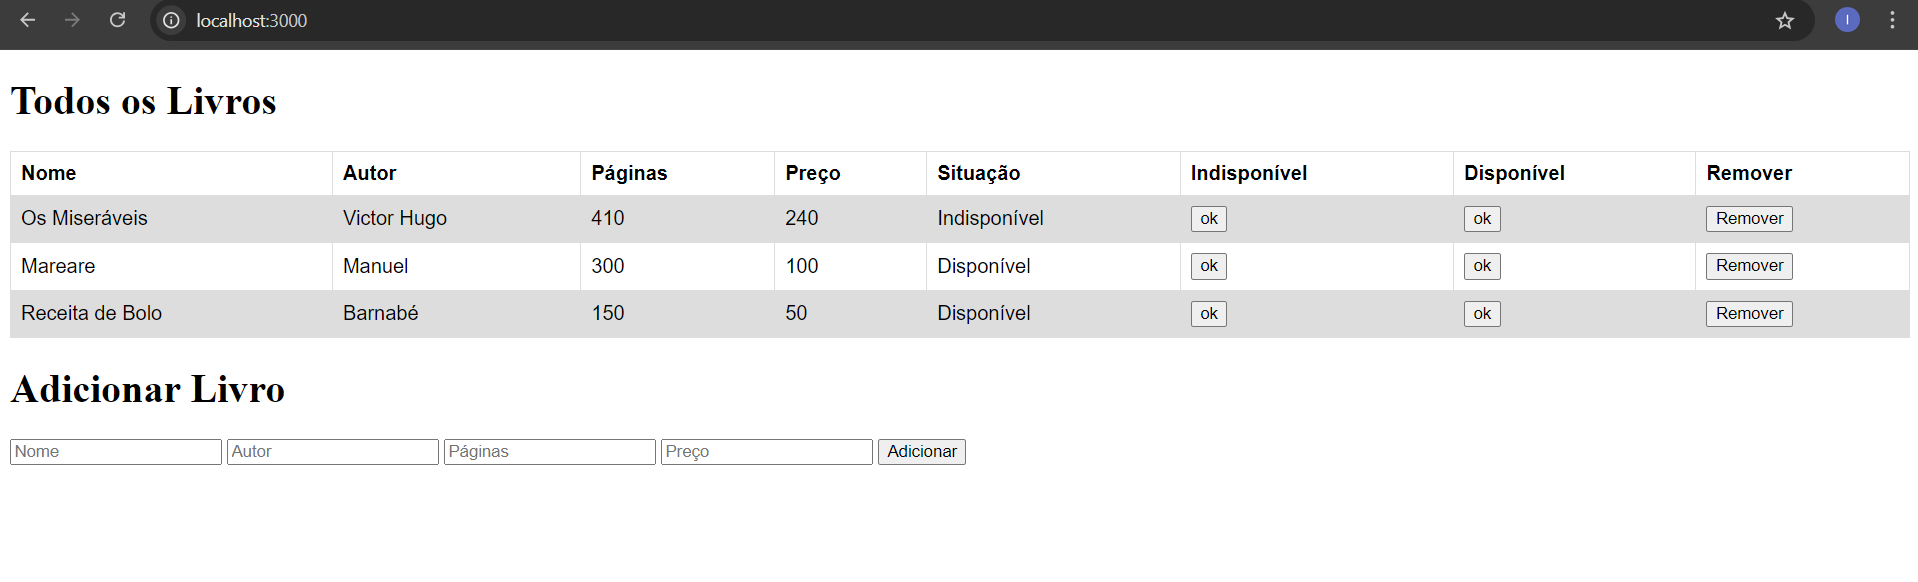 localhost:3000
I
Todos os Livros
Nome Autor Páginas Preço Situação Indisponível Disponível Remover
Os Miseráveis Victor Hugo 410 240 Indisponível ok ok Remover
Mareare Manuel 300 100 Disponível ok ok Remover
Receita de Bolo Barnabé 150 50 Disponível ok ok Remover
Adicionar Livro
Nome Autor Páginas Preço Adicionar